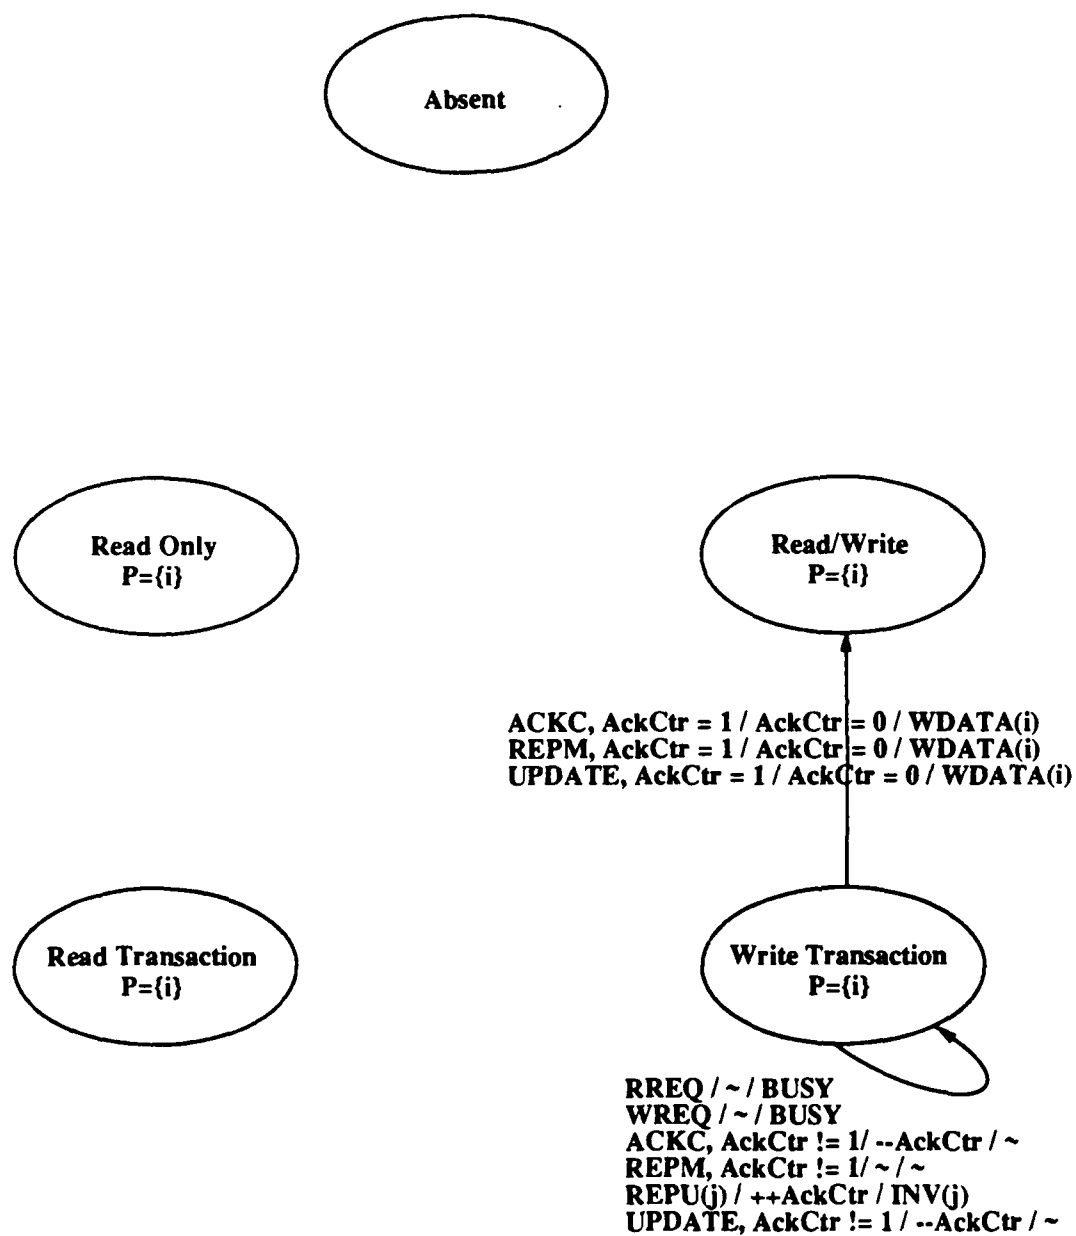 Absent
Read Only
P={i}
Read/Write
P={i}
ACKC, AckCtr = 1 / AckCtr = 0 / WDATA(i)
REPM, AckCtr = 1 / AckCtr = 0 / WDATA(i)
UPDATE, AckCtr = 1 / AckCtr = 0 / WDATA(i)
Read Transaction
P={i}
Write Transaction
P={i}
RREQ / ~ / BUSY
WREQ / ~ / BUSY
ACKC, AckCtr != 1/ --AckCtr / ~
REPM, AckCtr != 1/ ~ / ~
REPU(j) / ++AckCtr / INV(j)
UPDATE, AckCtr != 1 / --AckCtr / ~